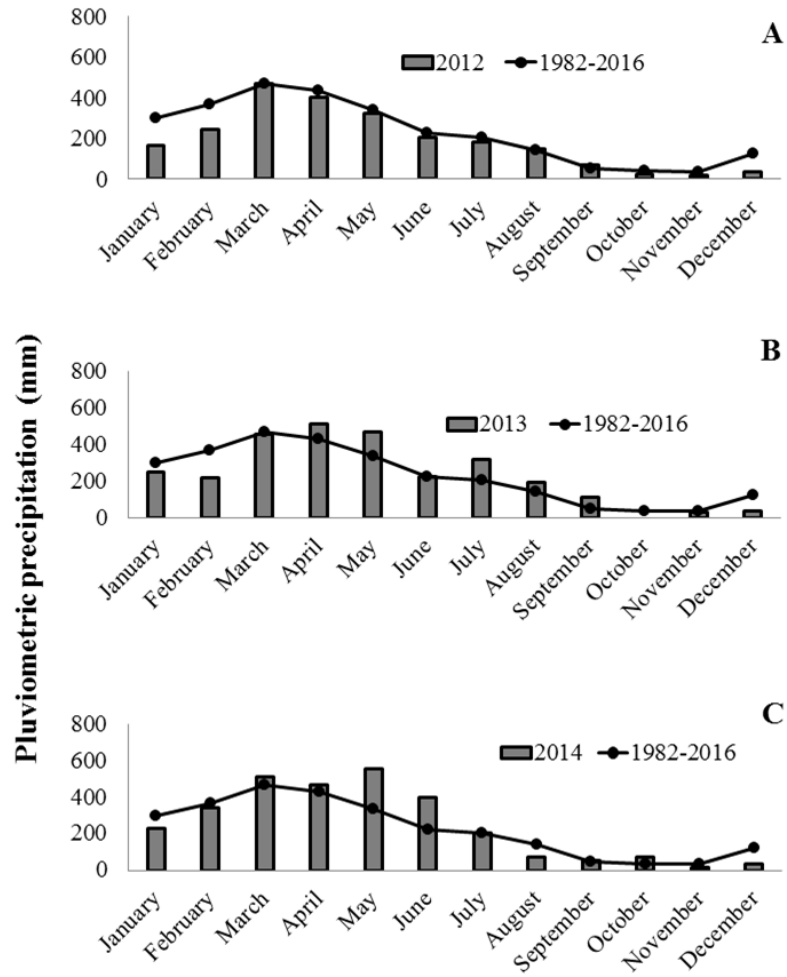 A
800
600
400
200
0
2012
1982-2016
January
February
March
April
May
June
July
August
September
October
November
December
Pluviometric precipitation (mm)
B
800
600
400
200
0
2013
1982-2016
January
February
March
April
May
June
July
August
September
October
November
December
C
800
600
400
200
0
2014
1982-2016
January
February
March
April
May
June
July
August
September
October
November
December